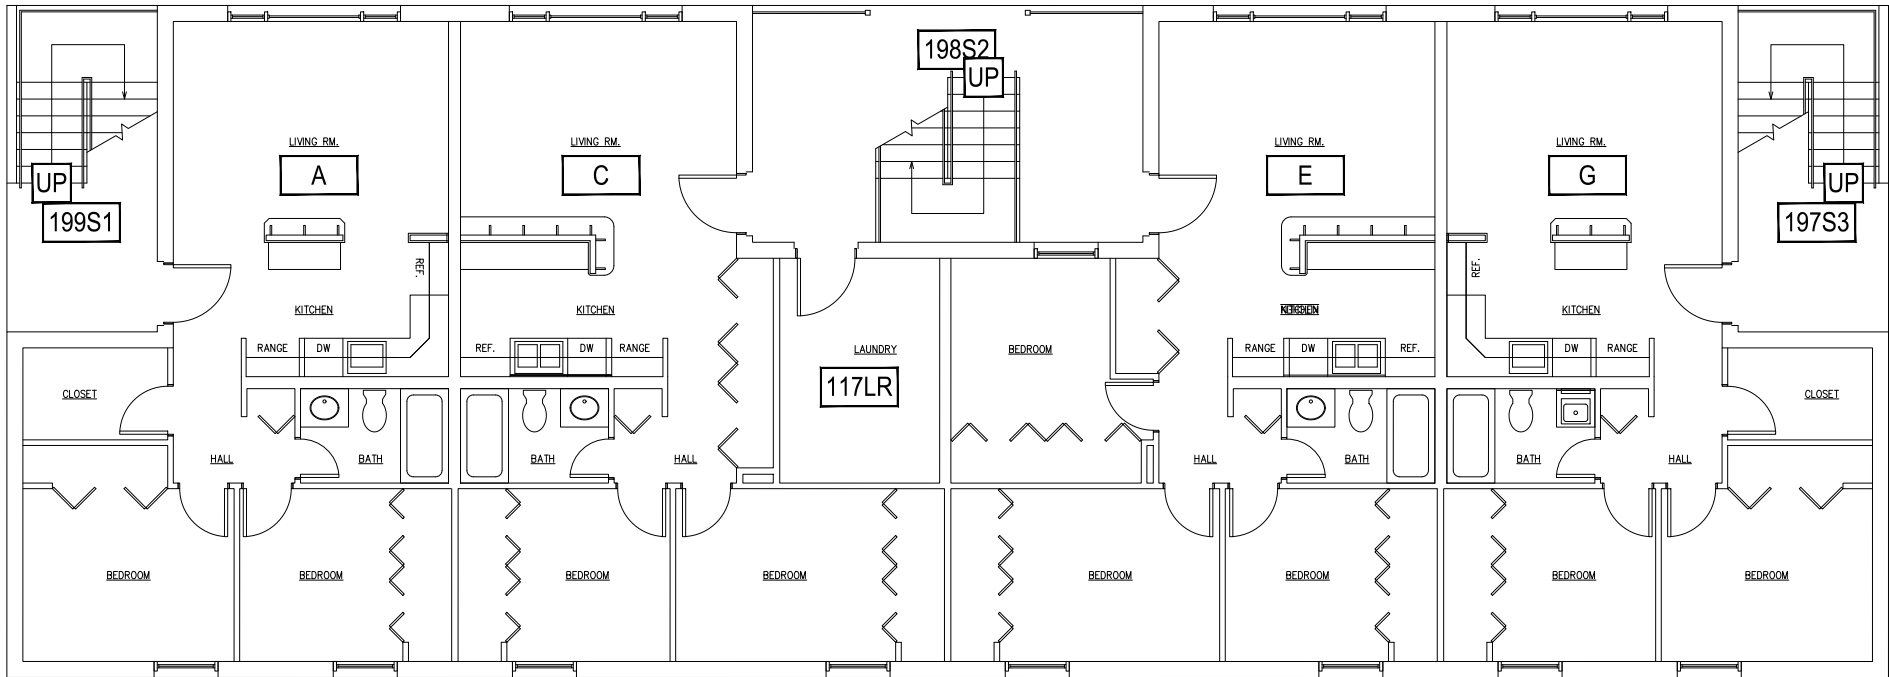 198S2
UP
LIVING RM.
LIVING RM.
LIVING RM.
LIVING RM.
A
C
E
G
UP
199S1
UP
197S3
REF.
REF.
KITCHEN
KITCHEN
KITCHEN
KITCHEN
RANGE
DW
REF.
DW
RANGE
LAUNDRY
BEDROOM
RANGE
DW
REF.
DW
RANGE
117LR
CLOSET
CLOSET
HALL
BATH
BATH
HALL
HALL
BATH
BATH
HALL
BEDROOM
BEDROOM
BEDROOM
BEDROOM
BEDROOM
BEDROOM
BEDROOM
BEDROOM